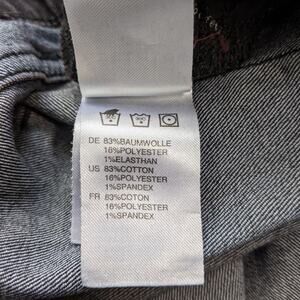 DE 83%BAUMWOLLE
16%POLYESTER
1%ELASTHAN
US 83%COTTON
16%POLYESTER
1%SPANDEX
FR 83%COTON
16%POLYESTER
1%SPANDEX